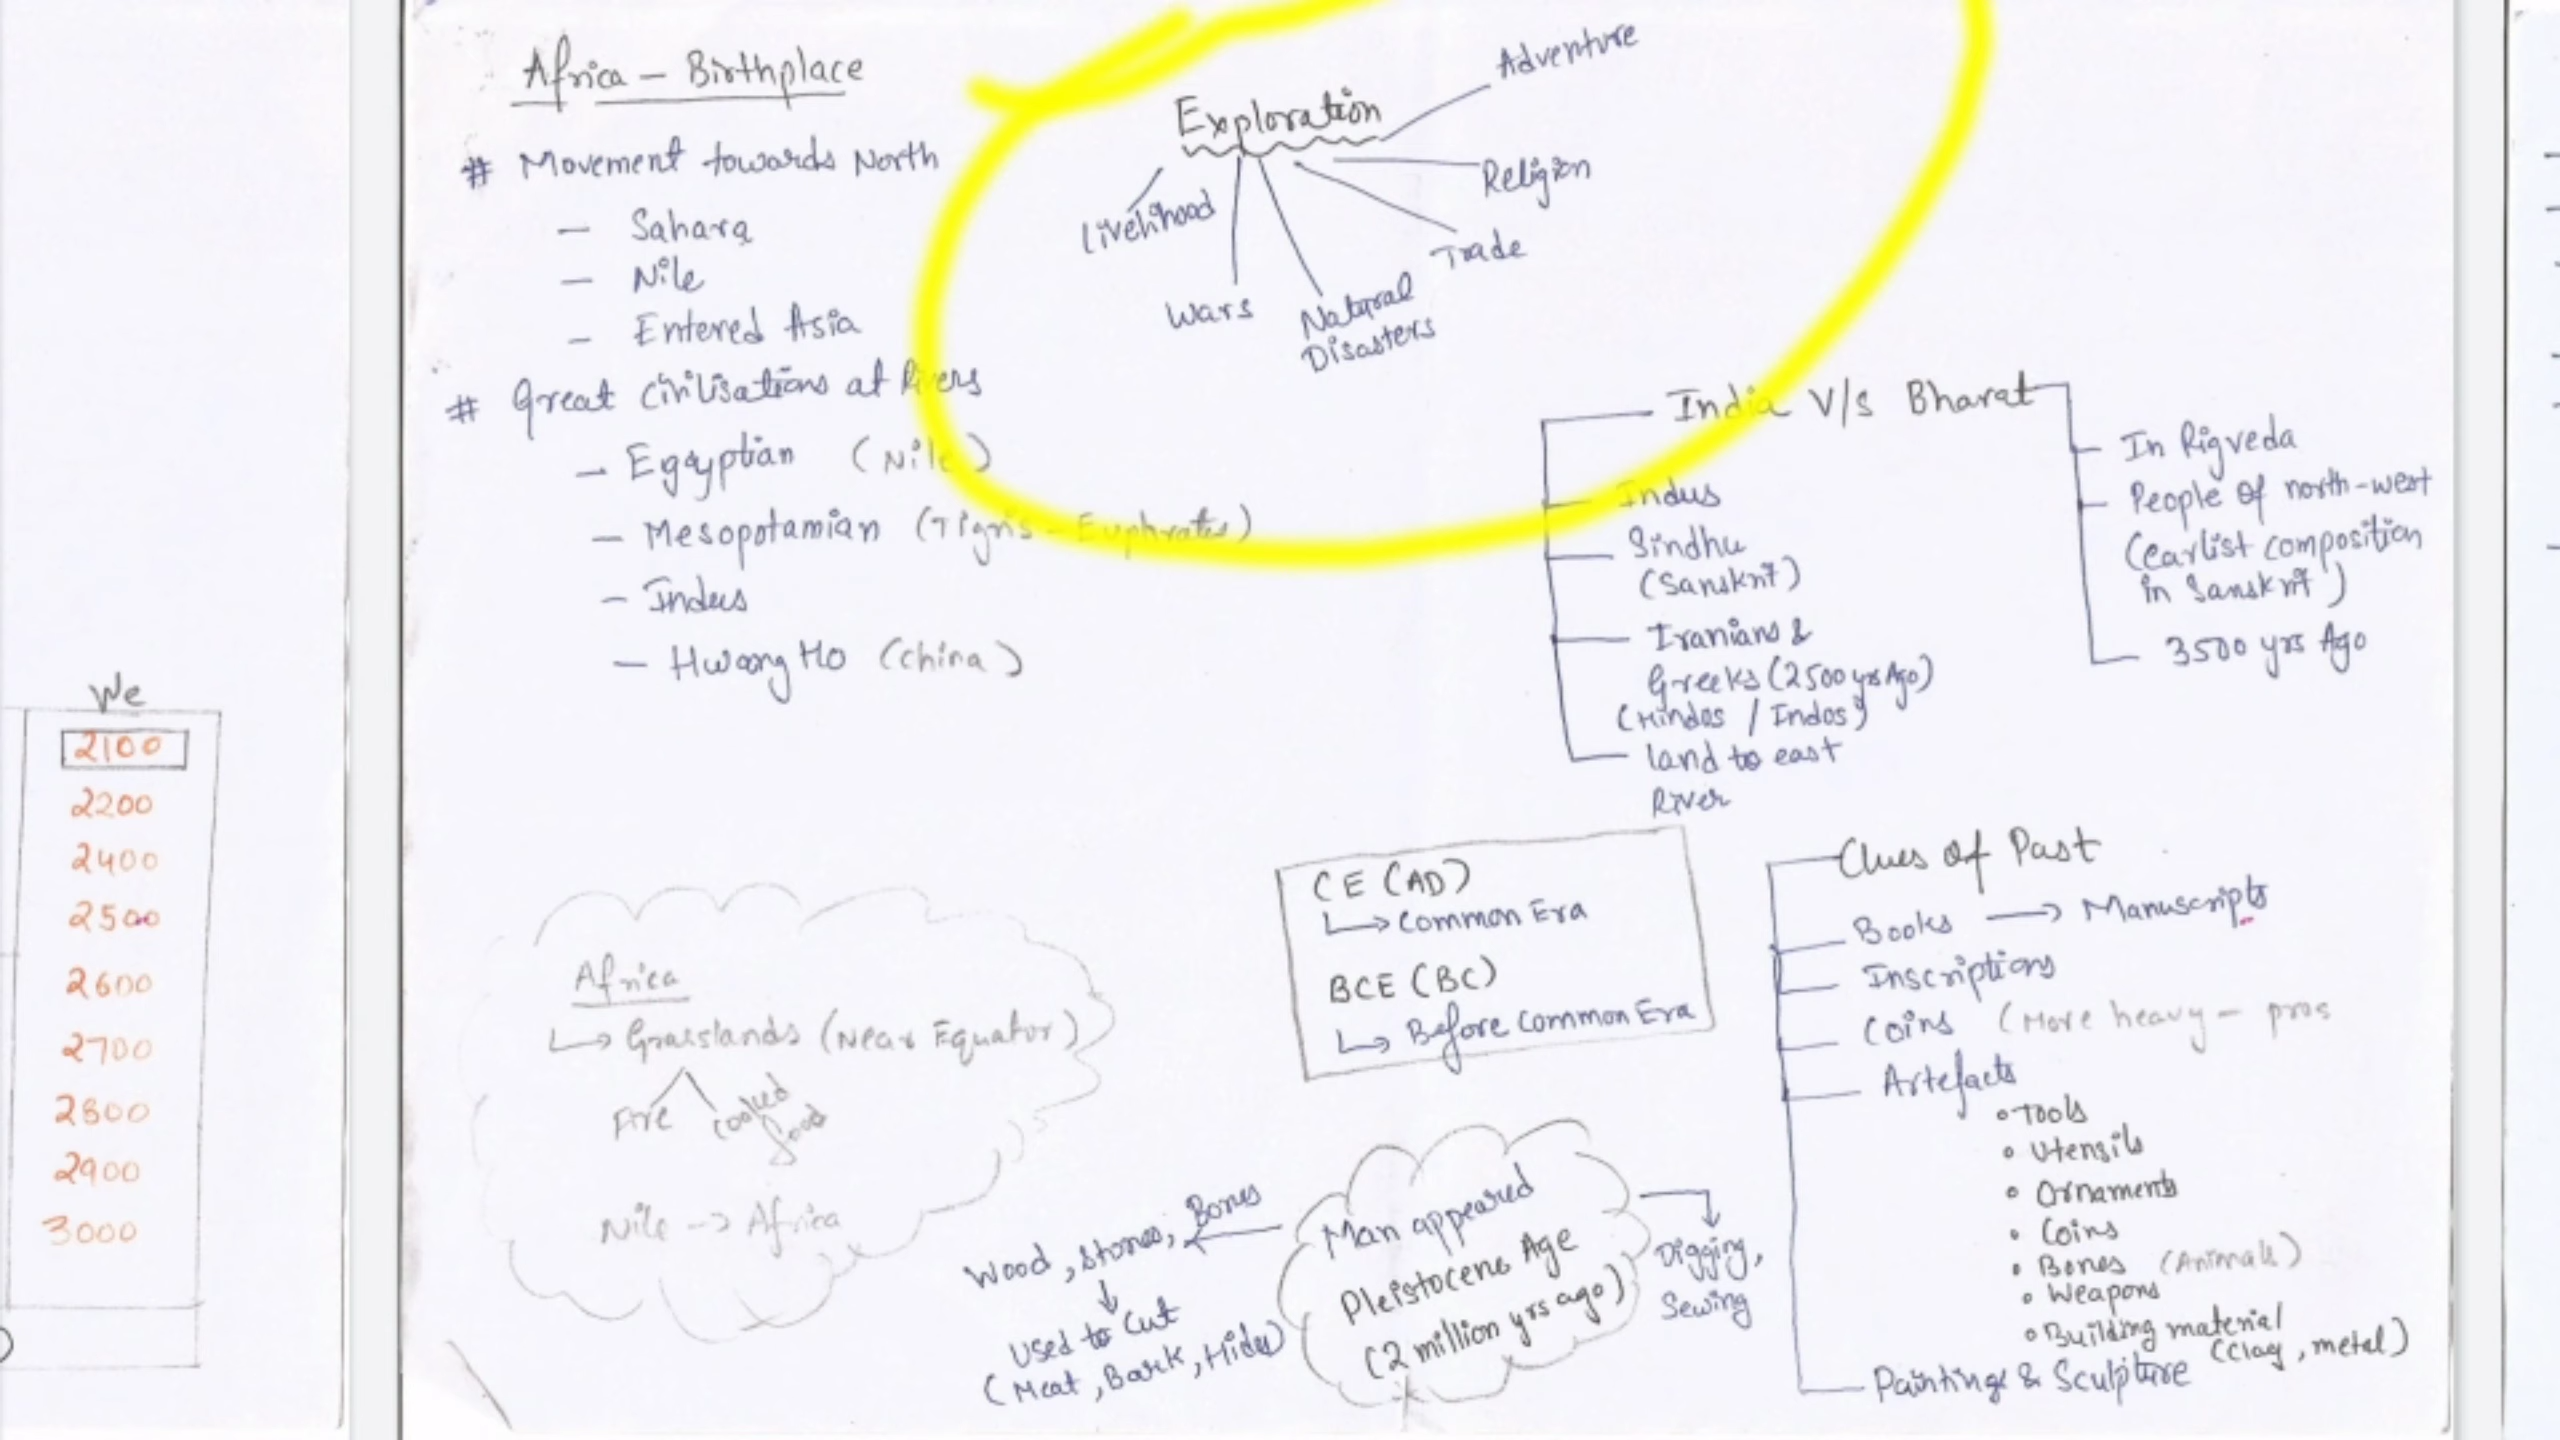 We
2100
2200
2400
2500
2600
2700
2800
2900
3000
Africa - Birthplace
# Movement towards North
- Sahara
- Nile
- Entered Asia
# Great Civilisations at Rivers
- Egyptian (Nile)
- Mesopotamian (Tigris - Euphrates)
- Indus
- Hwang Ho (China)
Exploration
Adventure
Religion
Trade
Natural
Disasters
Wars
Livelihood
India V/s Bharat
Indus
Sindhu
(Sanskrit)
Iranians &
Greeks (2500 yrs Ago)
(Hindos / Indos)
land to east
River
In Rigveda
People of north-west
(earlist composition
in Sanskrit)
3500 yrs Ago
CE (AD)
↳ Common Era
BCE (BC)
↳ Before Common Era
Africa
↳ Grasslands (Near Equator)
Fire
cooked
food
Nile → Africa
Clues of Past
Books → Manuscripts
Inscriptions
Coins (More heavy - pros
Artefacts
• Tools
• Utensils
• Ornaments
• Coins
• Bones (Animals)
• Weapons
• Building material
(Clay, metal)
Paintings & Sculpture
Man appeared
Pleistocene Age
(2 million yrs ago)
Digging,
Sewing
Wood, Stones, Bones
↓
Used to Cut
(Meat, Bark, Hides)